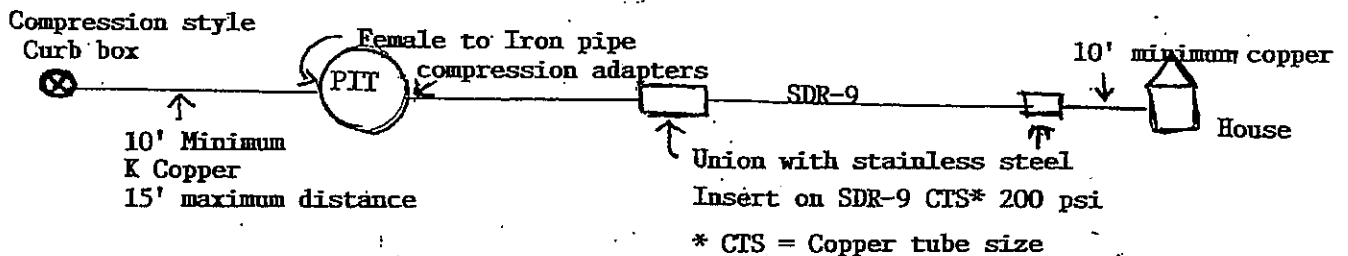 Compression style
Curb box
Female to Iron pipe
compression adapters
PIT
10' minimum copper
SDR-9
House
10' Minimum
K Copper
15' maximum distance
Union with stainless steel
Insert on SDR-9 CTS* 200 psi
* CTS = Copper tube size